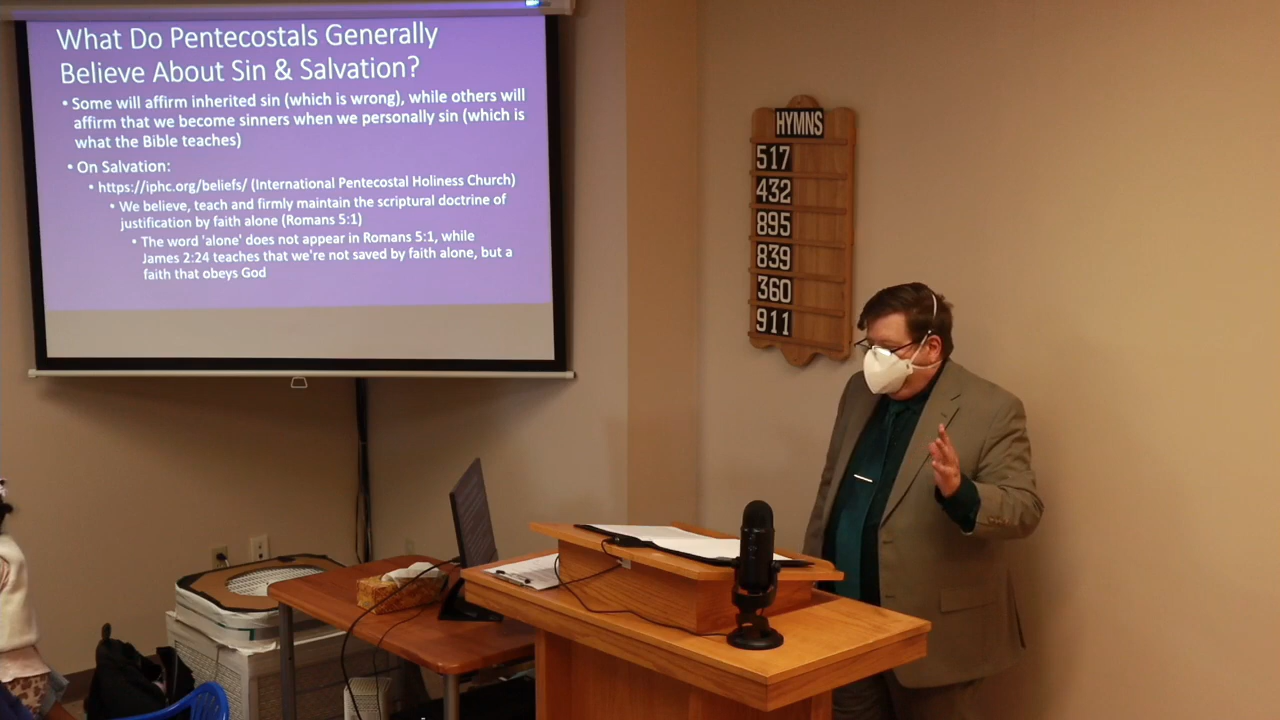 What Do Pentecostals Generally
Believe About Sin & Salvation?
• Some will affirm inherited sin (which is wrong), while others will
affirm that we become sinners when we personally sin (which is
what the Bible teaches)
• On Salvation:
• https://iphc.org/beliefs/ (International Pentecostal Holiness Church)
• We believe, teach and firmly maintain the scriptural doctrine of
justification by faith alone (Romans 5:1)
• The word 'alone' does not appear in Romans 5:1, while
James 2:24 teaches that we're not saved by faith alone, but a
faith that obeys God
HYMNS
517
432
895
839
360
911